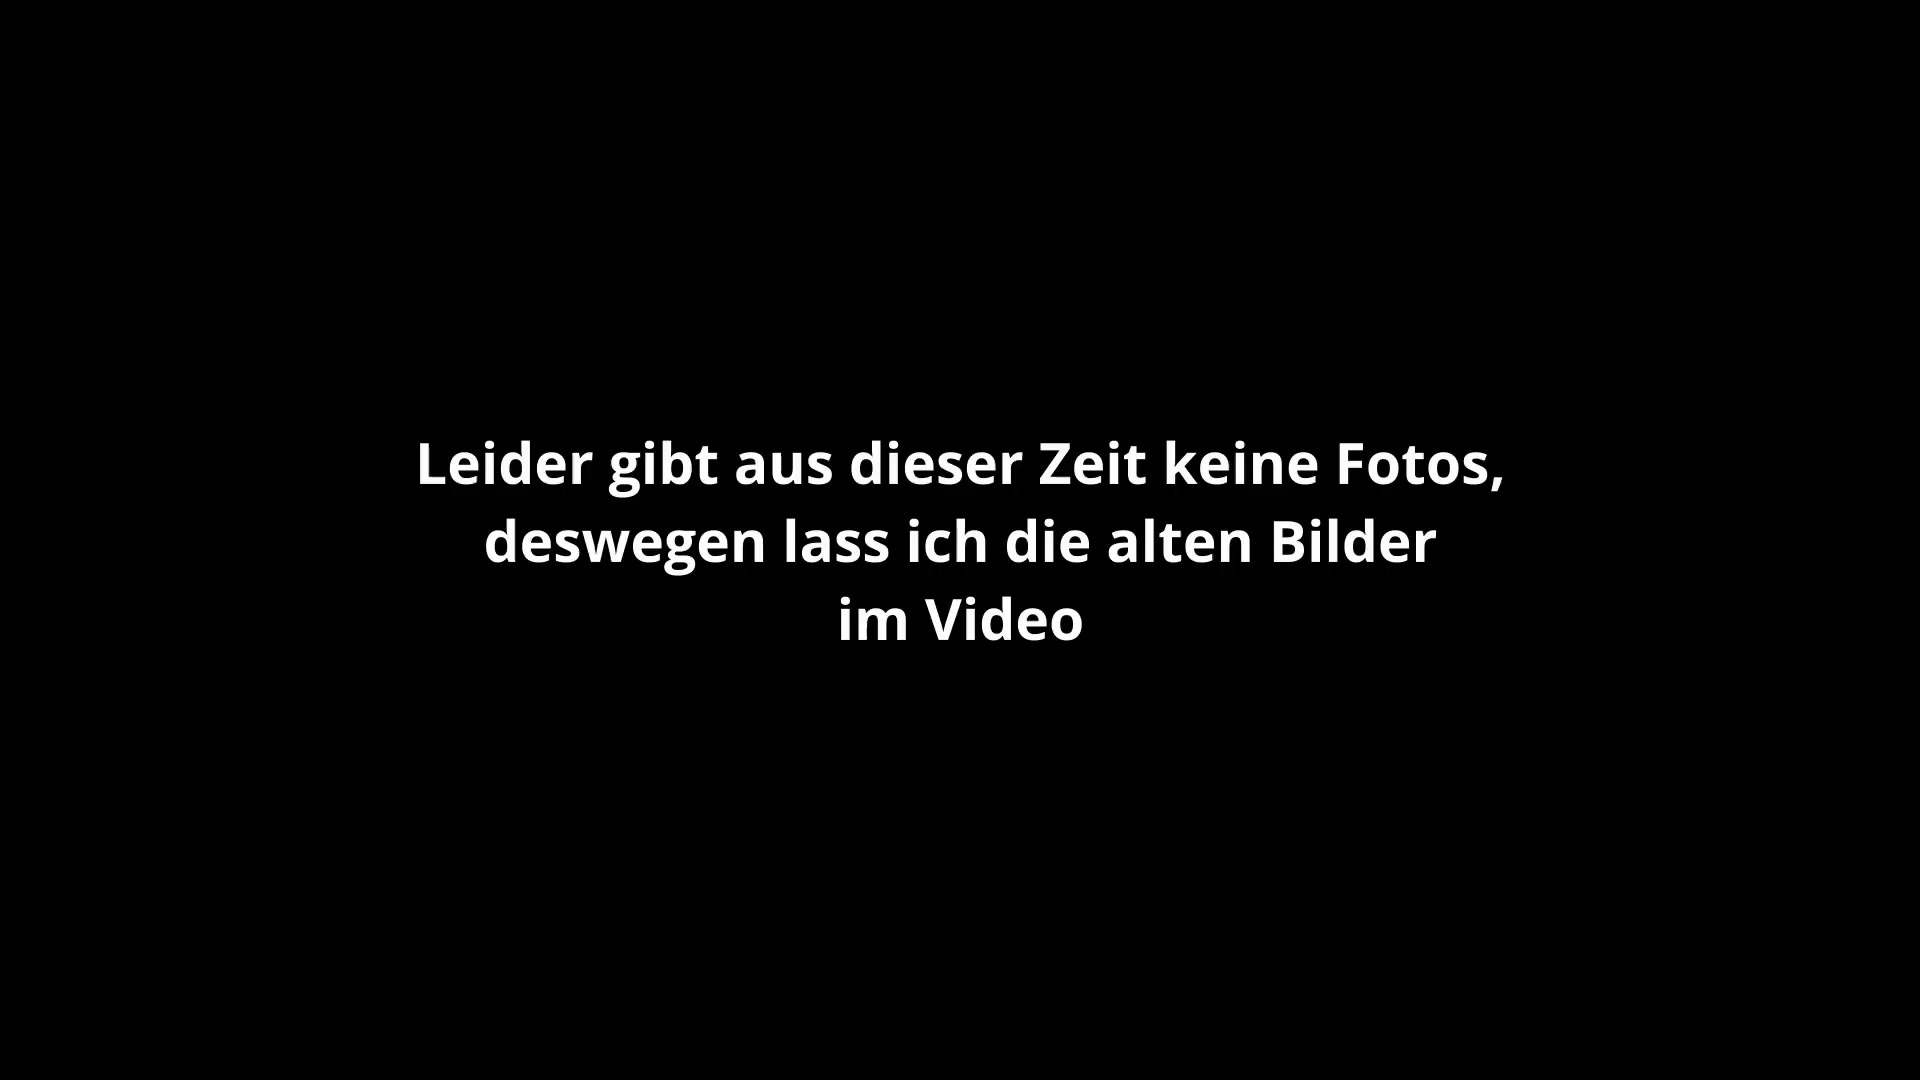 Leider gibt aus dieser Zeit keine Fotos,
deswegen lass ich die alten Bilder
im Video